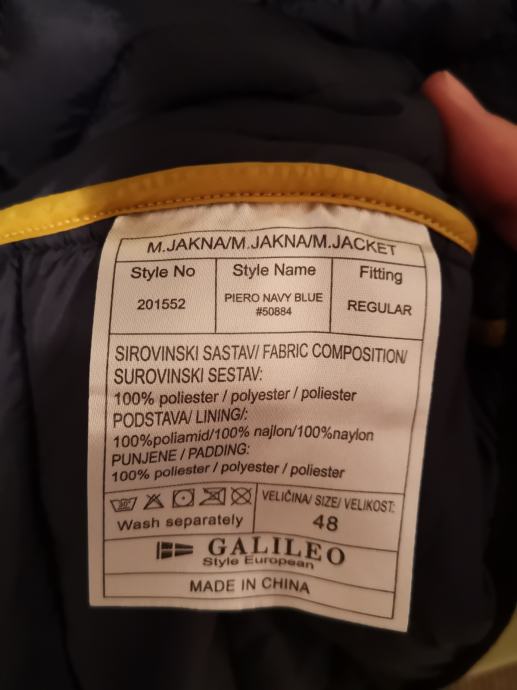 M.JAKNA/M.JAKNA/M.JACKET
Style No
Style Name
Fitting
201552
PIERO NAVY BLUE
#50884
REGULAR
SIROVINSKI SASTAV/ FABRIC COMPOSITION/
SUROVINSKI SESTAV:
100% poliester / polyester / poliester
PODSTAVA/ LINING/:
100%poliamid/100% najlon/100%naylon
PUNJENE / PADDING:
100% poliester / polyester / poliester
Wash separately
VELIČINA/ SIZE/ VELIKOST:
48
GALILEO
Style European
MADE IN CHINA